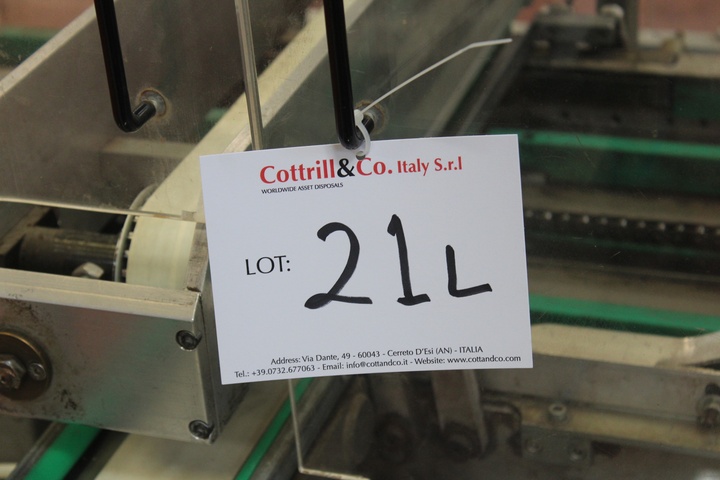 Cottrill&Co. Italy S.r.l
WORLDWIDE ASSET DISPOSALS
LOT: 21L
Address: Via Dante, 49 - 60043 - Cerreto D'Esi (AN) - ITALIA
Tel.: +39.0732.677063 - Email: info@cottandco.it - Website: www.cottandco.com